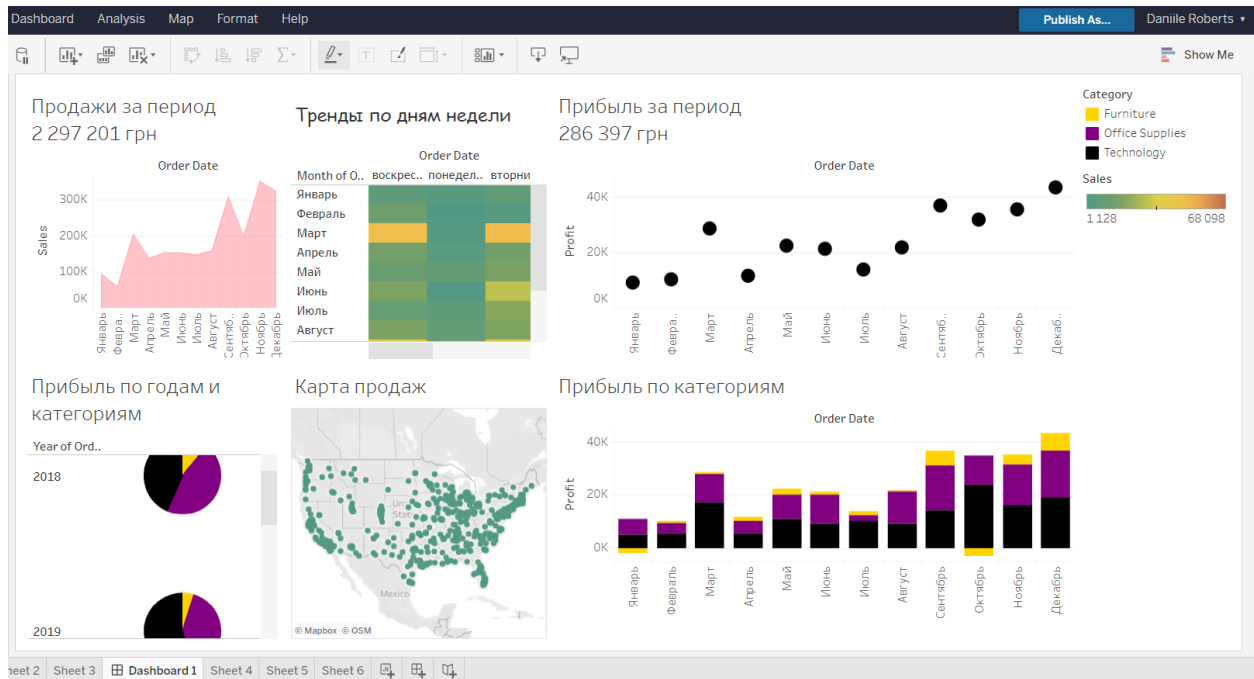 Dashboard Analysis Map Format Help Publish As... Daniile Roberts
Show Me
Продажи за период
2 297 201 грн
Order Date
Sales
300K
200K
100K
0K
Январь
Февра..
Март
Апрель
Май
Июнь
Июль
Август
Сентяб..
Октябрь
Ноябрь
Декабрь
Тренды по дням недели
Order Date
Month of O.. воскрес.. понедел.. вторни
Январь
Февраль
Март
Апрель
Май
Июнь
Июль
Август
Прибыль за период
286 397 грн
Order Date
Profit
40K
20K
0K
Январь
Февра..
Март
Апрель
Май
Июнь
Июль
Август
Сентяб..
Октябрь
Ноябрь
Декаб..
Category
Furniture
Office Supplies
Technology
Sales
1 128 68 098
Прибыль по годам и
категориям
Year of Ord..
2018
2019
Карта продаж
Un
Stat
Mexico
© Mapbox © OSM
Прибыль по категориям
Order Date
Profit
40K
20K
0K
Январь
Февраль
Март
Апрель
Май
Июнь
Июль
Август
Сентябрь
Октябрь
Ноябрь
Декабрь
heet 2 Sheet 3 Dashboard 1 Sheet 4 Sheet 5 Sheet 6